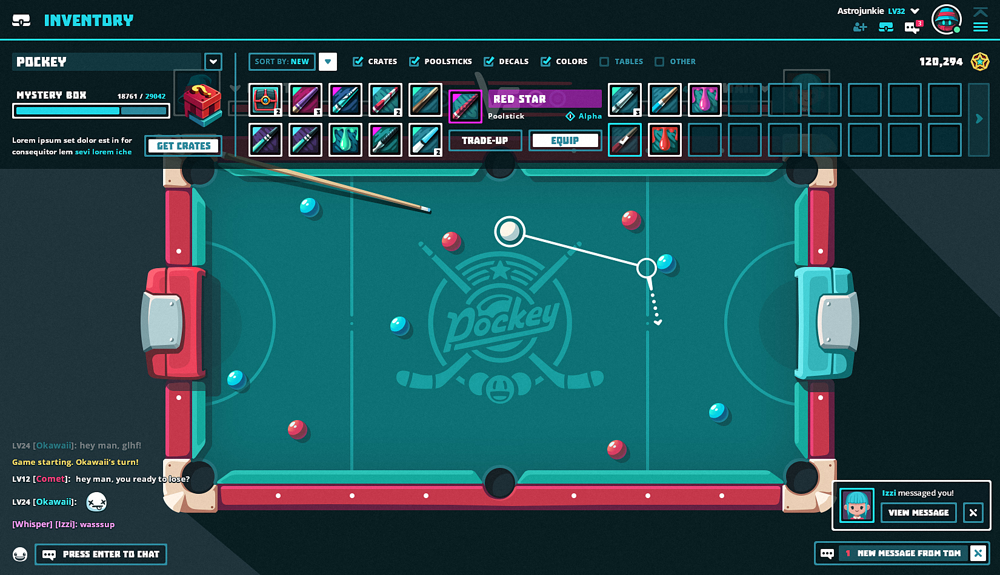 INVENTORY
Astrojunkie LV32
3
POCKEY
SORT BY: NEW
CRATES
POOLSTICKS
DECALS
COLORS
TABLES
OTHER
120,294
MYSTERY BOX
18761 / 29042
Lorem ipsum set dolor est in for
consequitor lem sevi lorem iche
GET CRATES
2
3
2
2
RED STAR
Poolstick
Alpha
TRADE-UP
EQUIP
3
Pockey
LV24 [Okawaii]: hey man, glhf!
Game starting. Okawaii's turn!
LV12 [Comet]: hey man, you ready to lose?
LV24 [Okawaii]:
[Whisper] [Izzi]: wasssup
PRESS ENTER TO CHAT
Izzi messaged you!
VIEW MESSAGE
1 NEW MESSAGE FROM TOM